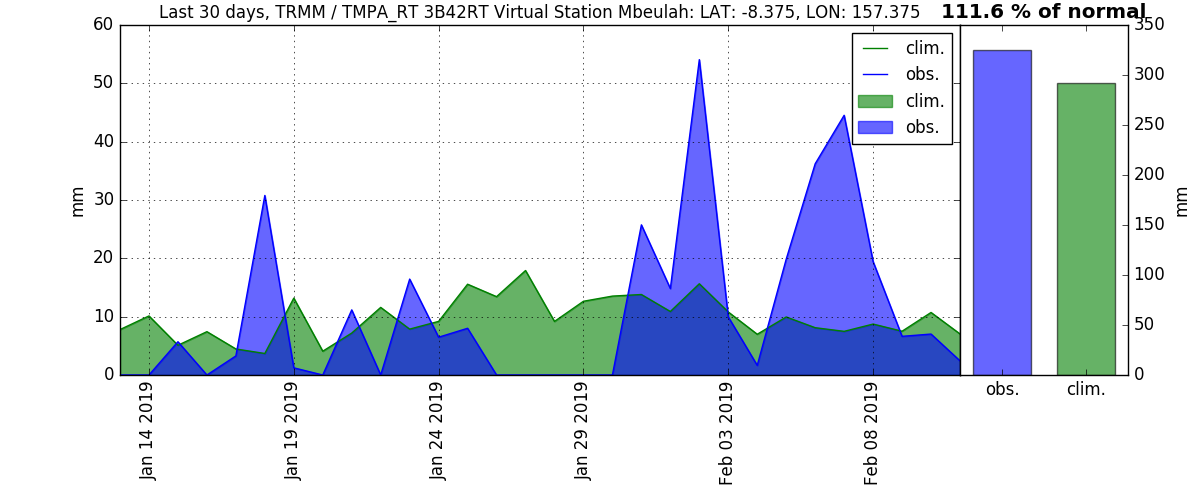 Last 30 days, TRMM / TMPA_RT 3B42RT Virtual Station Mbeulah: LAT: -8.375, LON: 157.375
111.6 % of normal
60
50
40
30
20
10
0
mm
clim.
obs.
clim.
obs.
Jan 14 2019
Jan 19 2019
Jan 24 2019
Jan 29 2019
Feb 03 2019
Feb 08 2019
350
300
250
200
150
100
50
0
mm
obs.
clim.